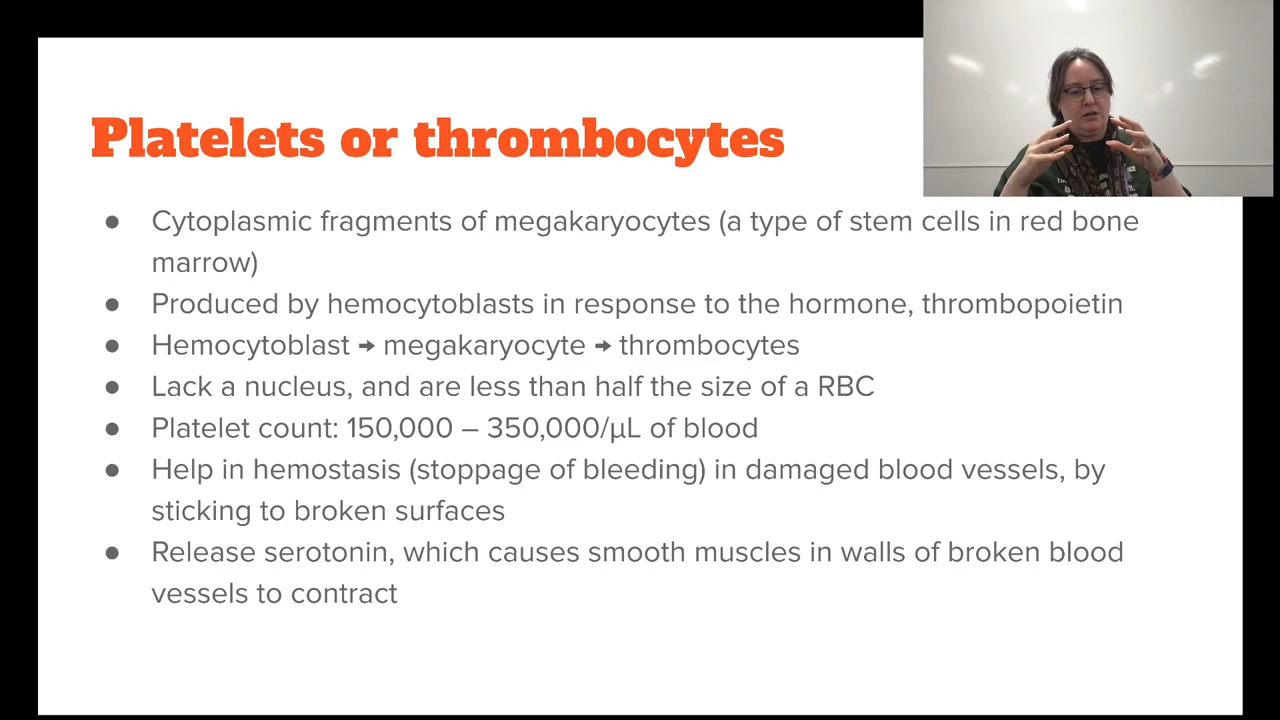 Platelets or thrombocytes
● Cytoplasmic fragments of megakaryocytes (a type of stem cells in red bone
marrow)
● Produced by hemocytoblasts in response to the hormone, thrombopoietin
● Hemocytoblast → megakaryocyte → thrombocytes
● Lack a nucleus, and are less than half the size of a RBC
● Platelet count: 150,000 – 350,000/µL of blood
● Help in hemostasis (stoppage of bleeding) in damaged blood vessels, by
sticking to broken surfaces
● Release serotonin, which causes smooth muscles in walls of broken blood
vessels to contract